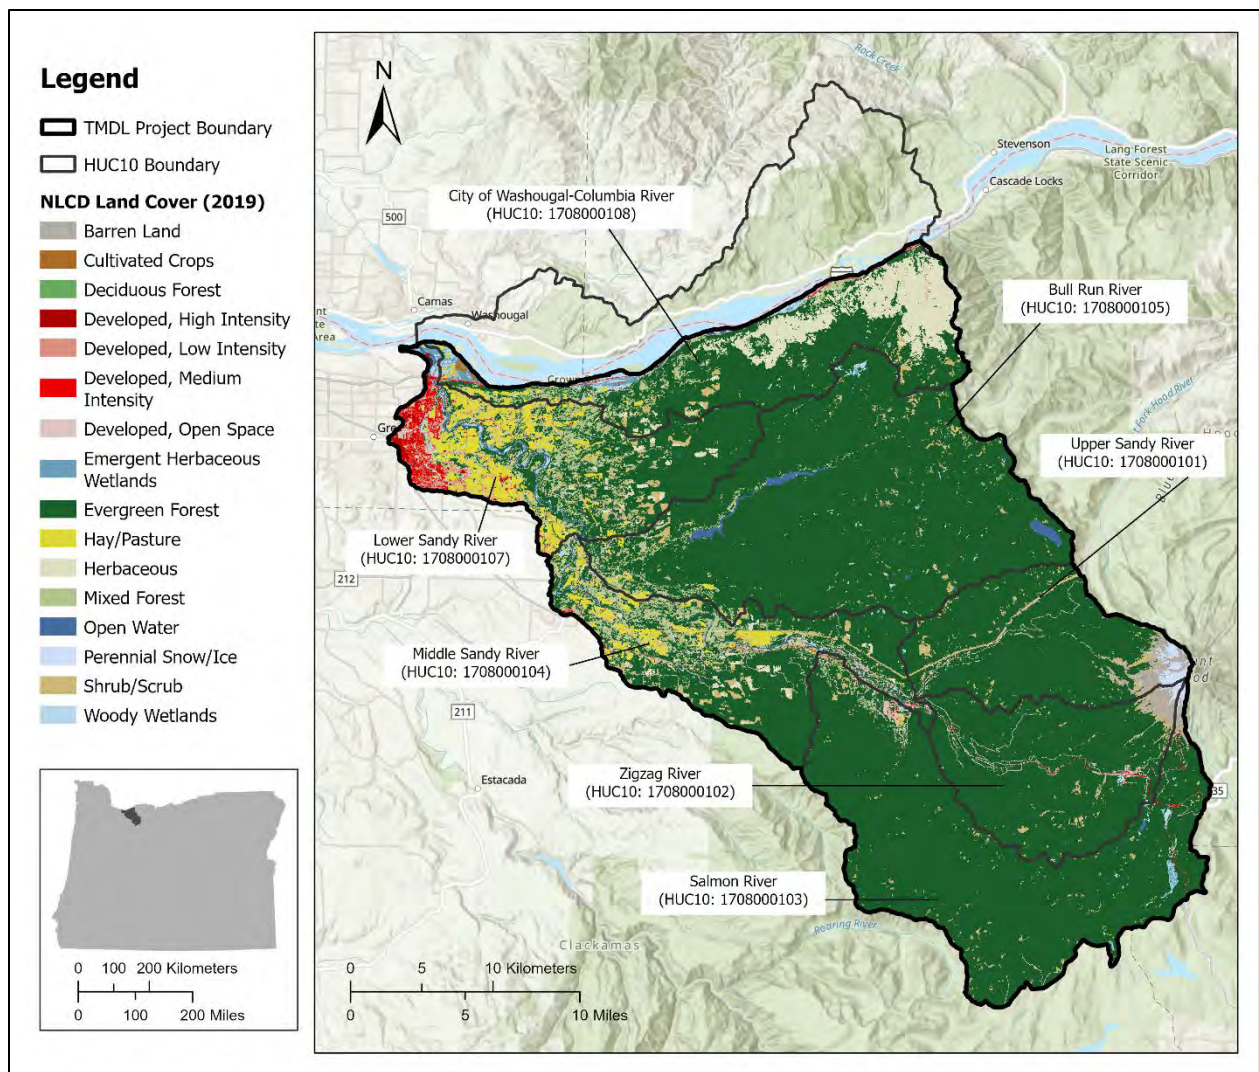 Legend
TMDL Project Boundary
HUC10 Boundary
NLCD Land Cover (2019)
Barren Land
Cultivated Crops
Deciduous Forest
Developed, High Intensity
Developed, Low Intensity
Developed, Medium
Intensity
Developed, Open Space
Emergent Herbaceous
Wetlands
Evergreen Forest
Hay/Pasture
Herbaceous
Mixed Forest
Open Water
Perennial Snow/Ice
Shrub/Scrub
Woody Wetlands
0 100 200 Kilometers
0 100 200 Miles
N
Rock Creek
Stevenson
Lang Forest
State Scenic
Corridor
Cascade Locks
City of Washougal-Columbia River
(HUC10: 1708000108)
500
Camas
Washougal
Area
Bull Run River
(HUC10: 1708000105)
Fork Hood River
Upper Sandy River
(HUC10: 1708000101)
Crow
Gre
Lower Sandy River
(HUC10: 1708000107)
212
Middle Sandy River
(HUC10: 1708000104)
211
Estacada
Zigzag River
(HUC10: 1708000102)
35
Salmon River
(HUC10: 1708000103)
Roaring River
Clackamas
0 5 10 Kilometers
0 5 10 Miles